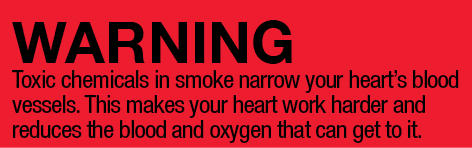 WARNING
Toxic chemicals in smoke narrow your heart’s blood
vessels. This makes your heart work harder and
reduces the blood and oxygen that can get to it.